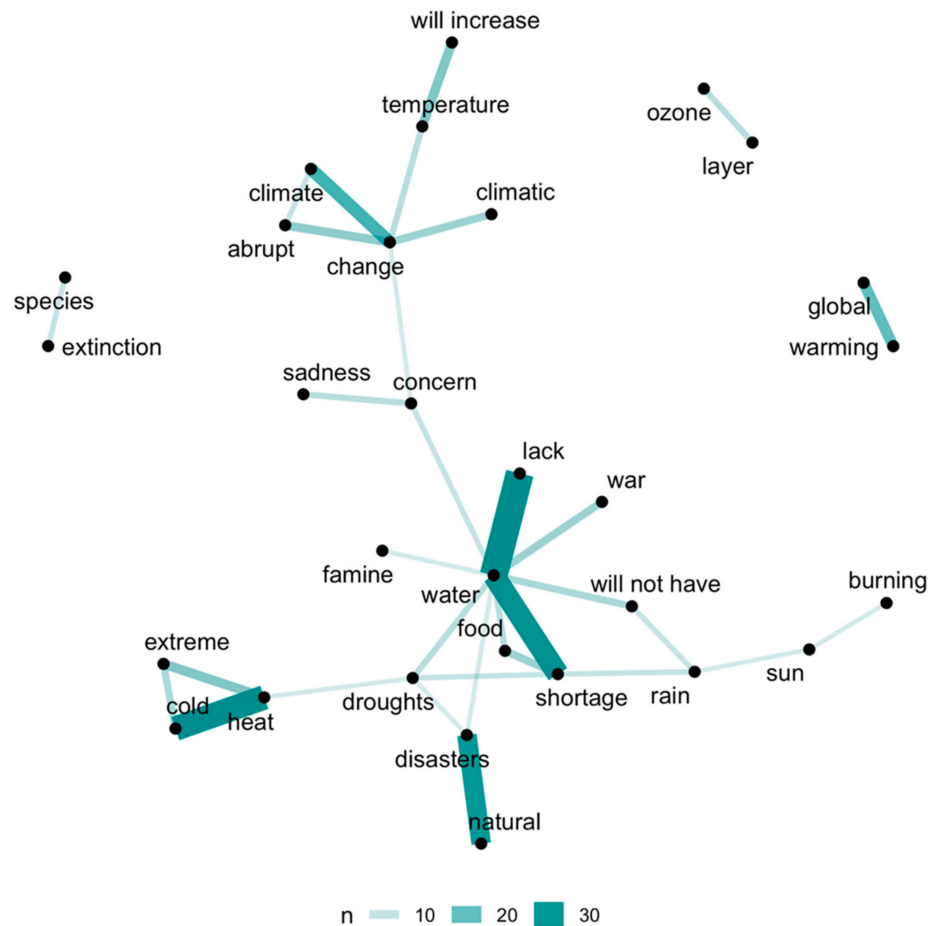 will increase
temperature
ozone
layer
climate
climatic
abrupt
change
species
extinction
global
warming
sadness
concern
lack
war
famine
water
will not have
burning
food
extreme
cold
heat
droughts
shortage
rain
sun
disasters
natural
n 10 20 30